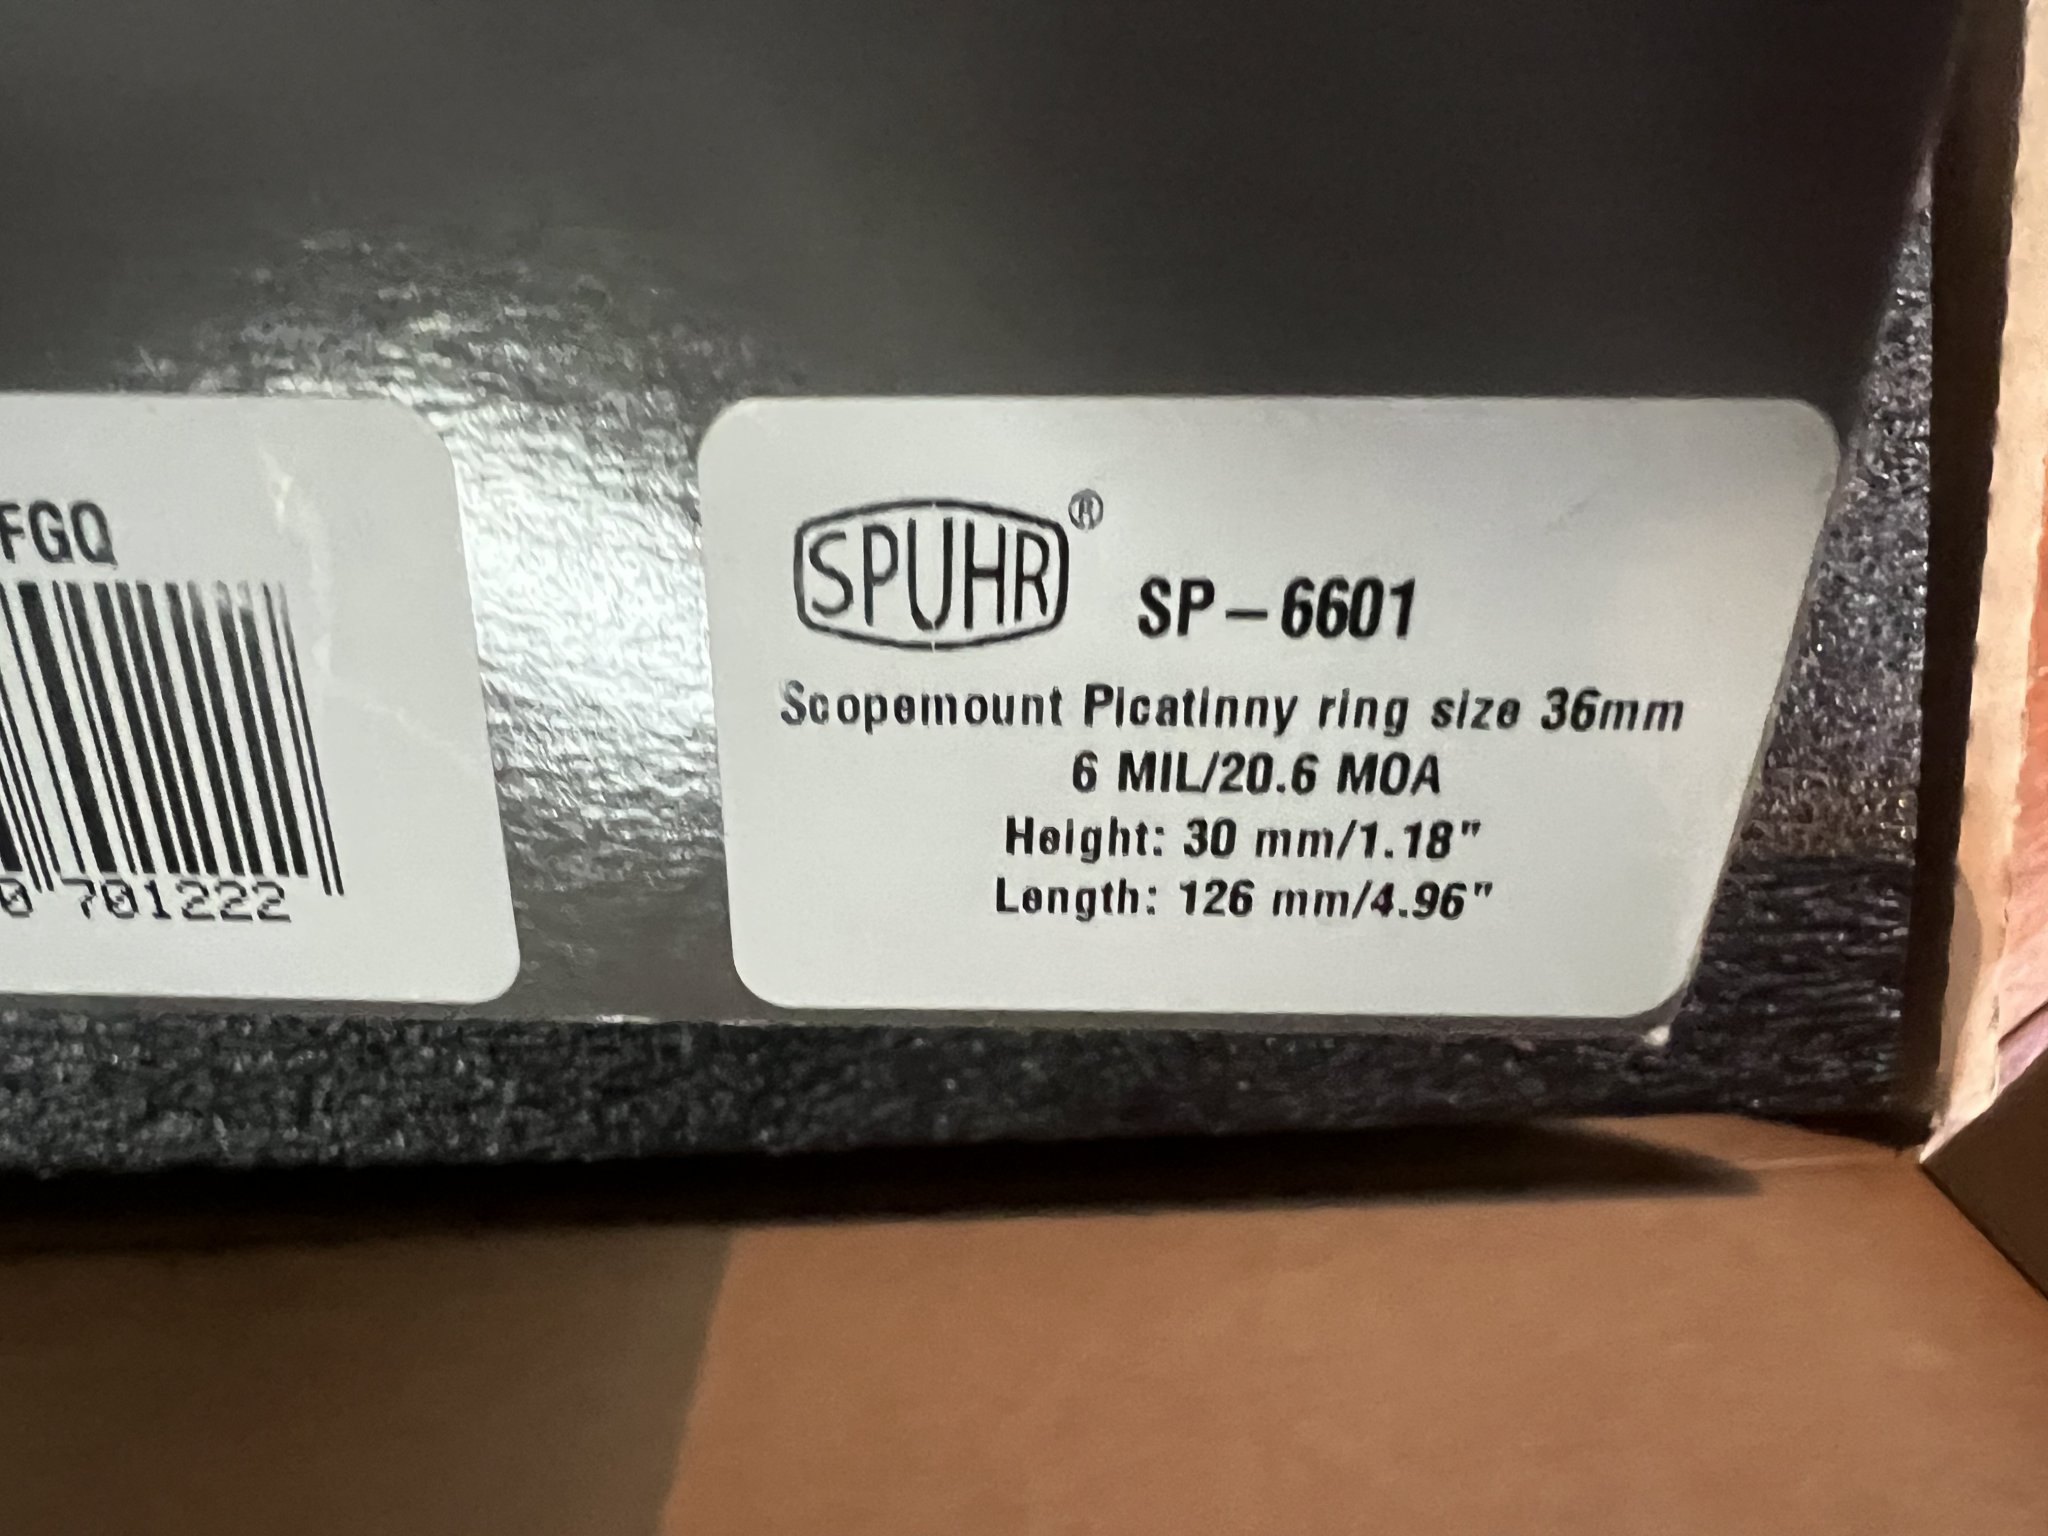 FGQ
0 701222
SPUHR®
SP-6601
Scopemount Picatinny ring size 36mm
6 MIL/20.6 MOA
Height: 30 mm/1.18"
Length: 126 mm/4.96"